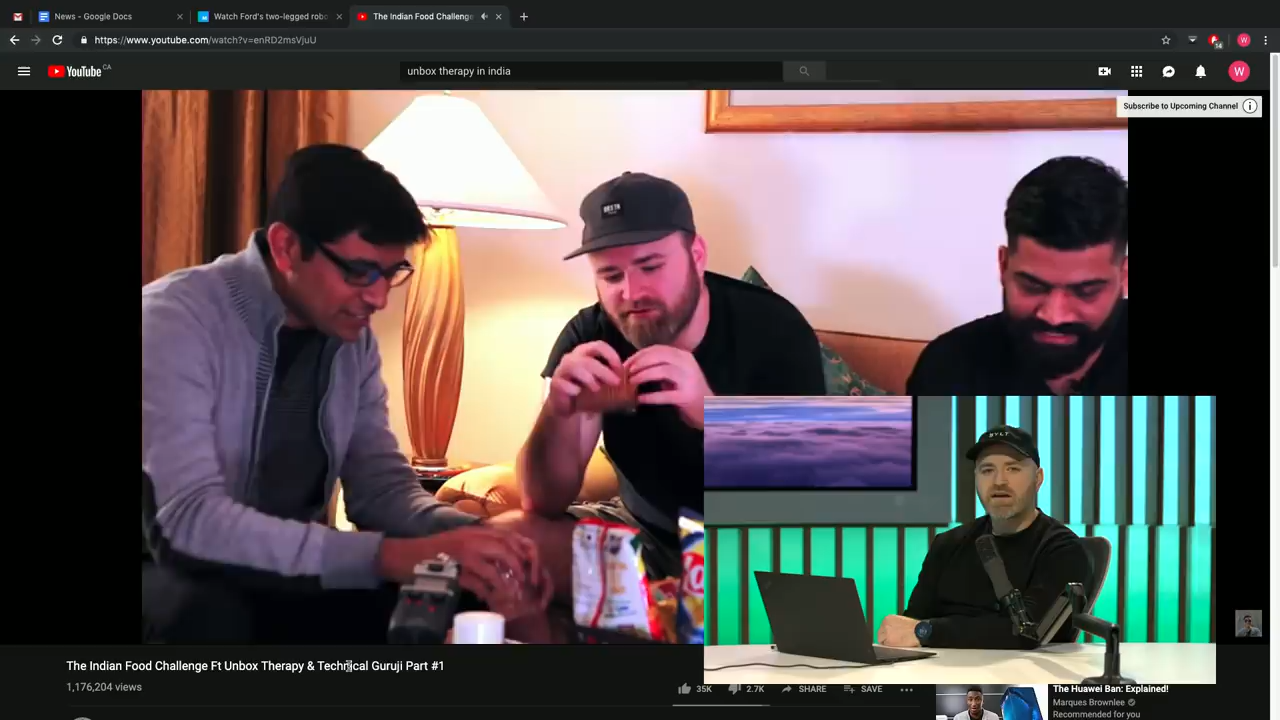 News - Google Docs
Watch Ford's two-legged robo
The Indian Food Challenge
https://www.youtube.com/watch?v=enRD2msVjuU
14
W
YouTube CA
unbox therapy in india
W
Subscribe to Upcoming Channel
BYLT
The Indian Food Challenge Ft Unbox Therapy & Technical Guruji Part #1
1,176,204 views
35K
2.7K
SHARE
SAVE
The Huawei Ban: Explained!
Marques Brownlee
Recommended for you